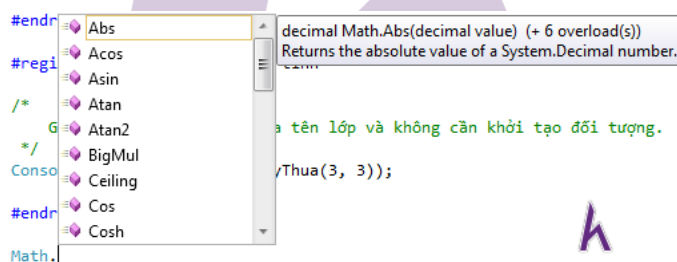 #endr
Abs
decimal Math.Abs(decimal value) (+ 6 overload(s))
Returns the absolute value of a System.Decimal number.
Acos
#regi
Asin
/*
Atan
G
Atan2
a tên lớp và không cần khởi tạo đối tượng.
*/
BigMul
Conso
Ceiling
yThua(3, 3));
Cos
#endr
Cosh
Math.